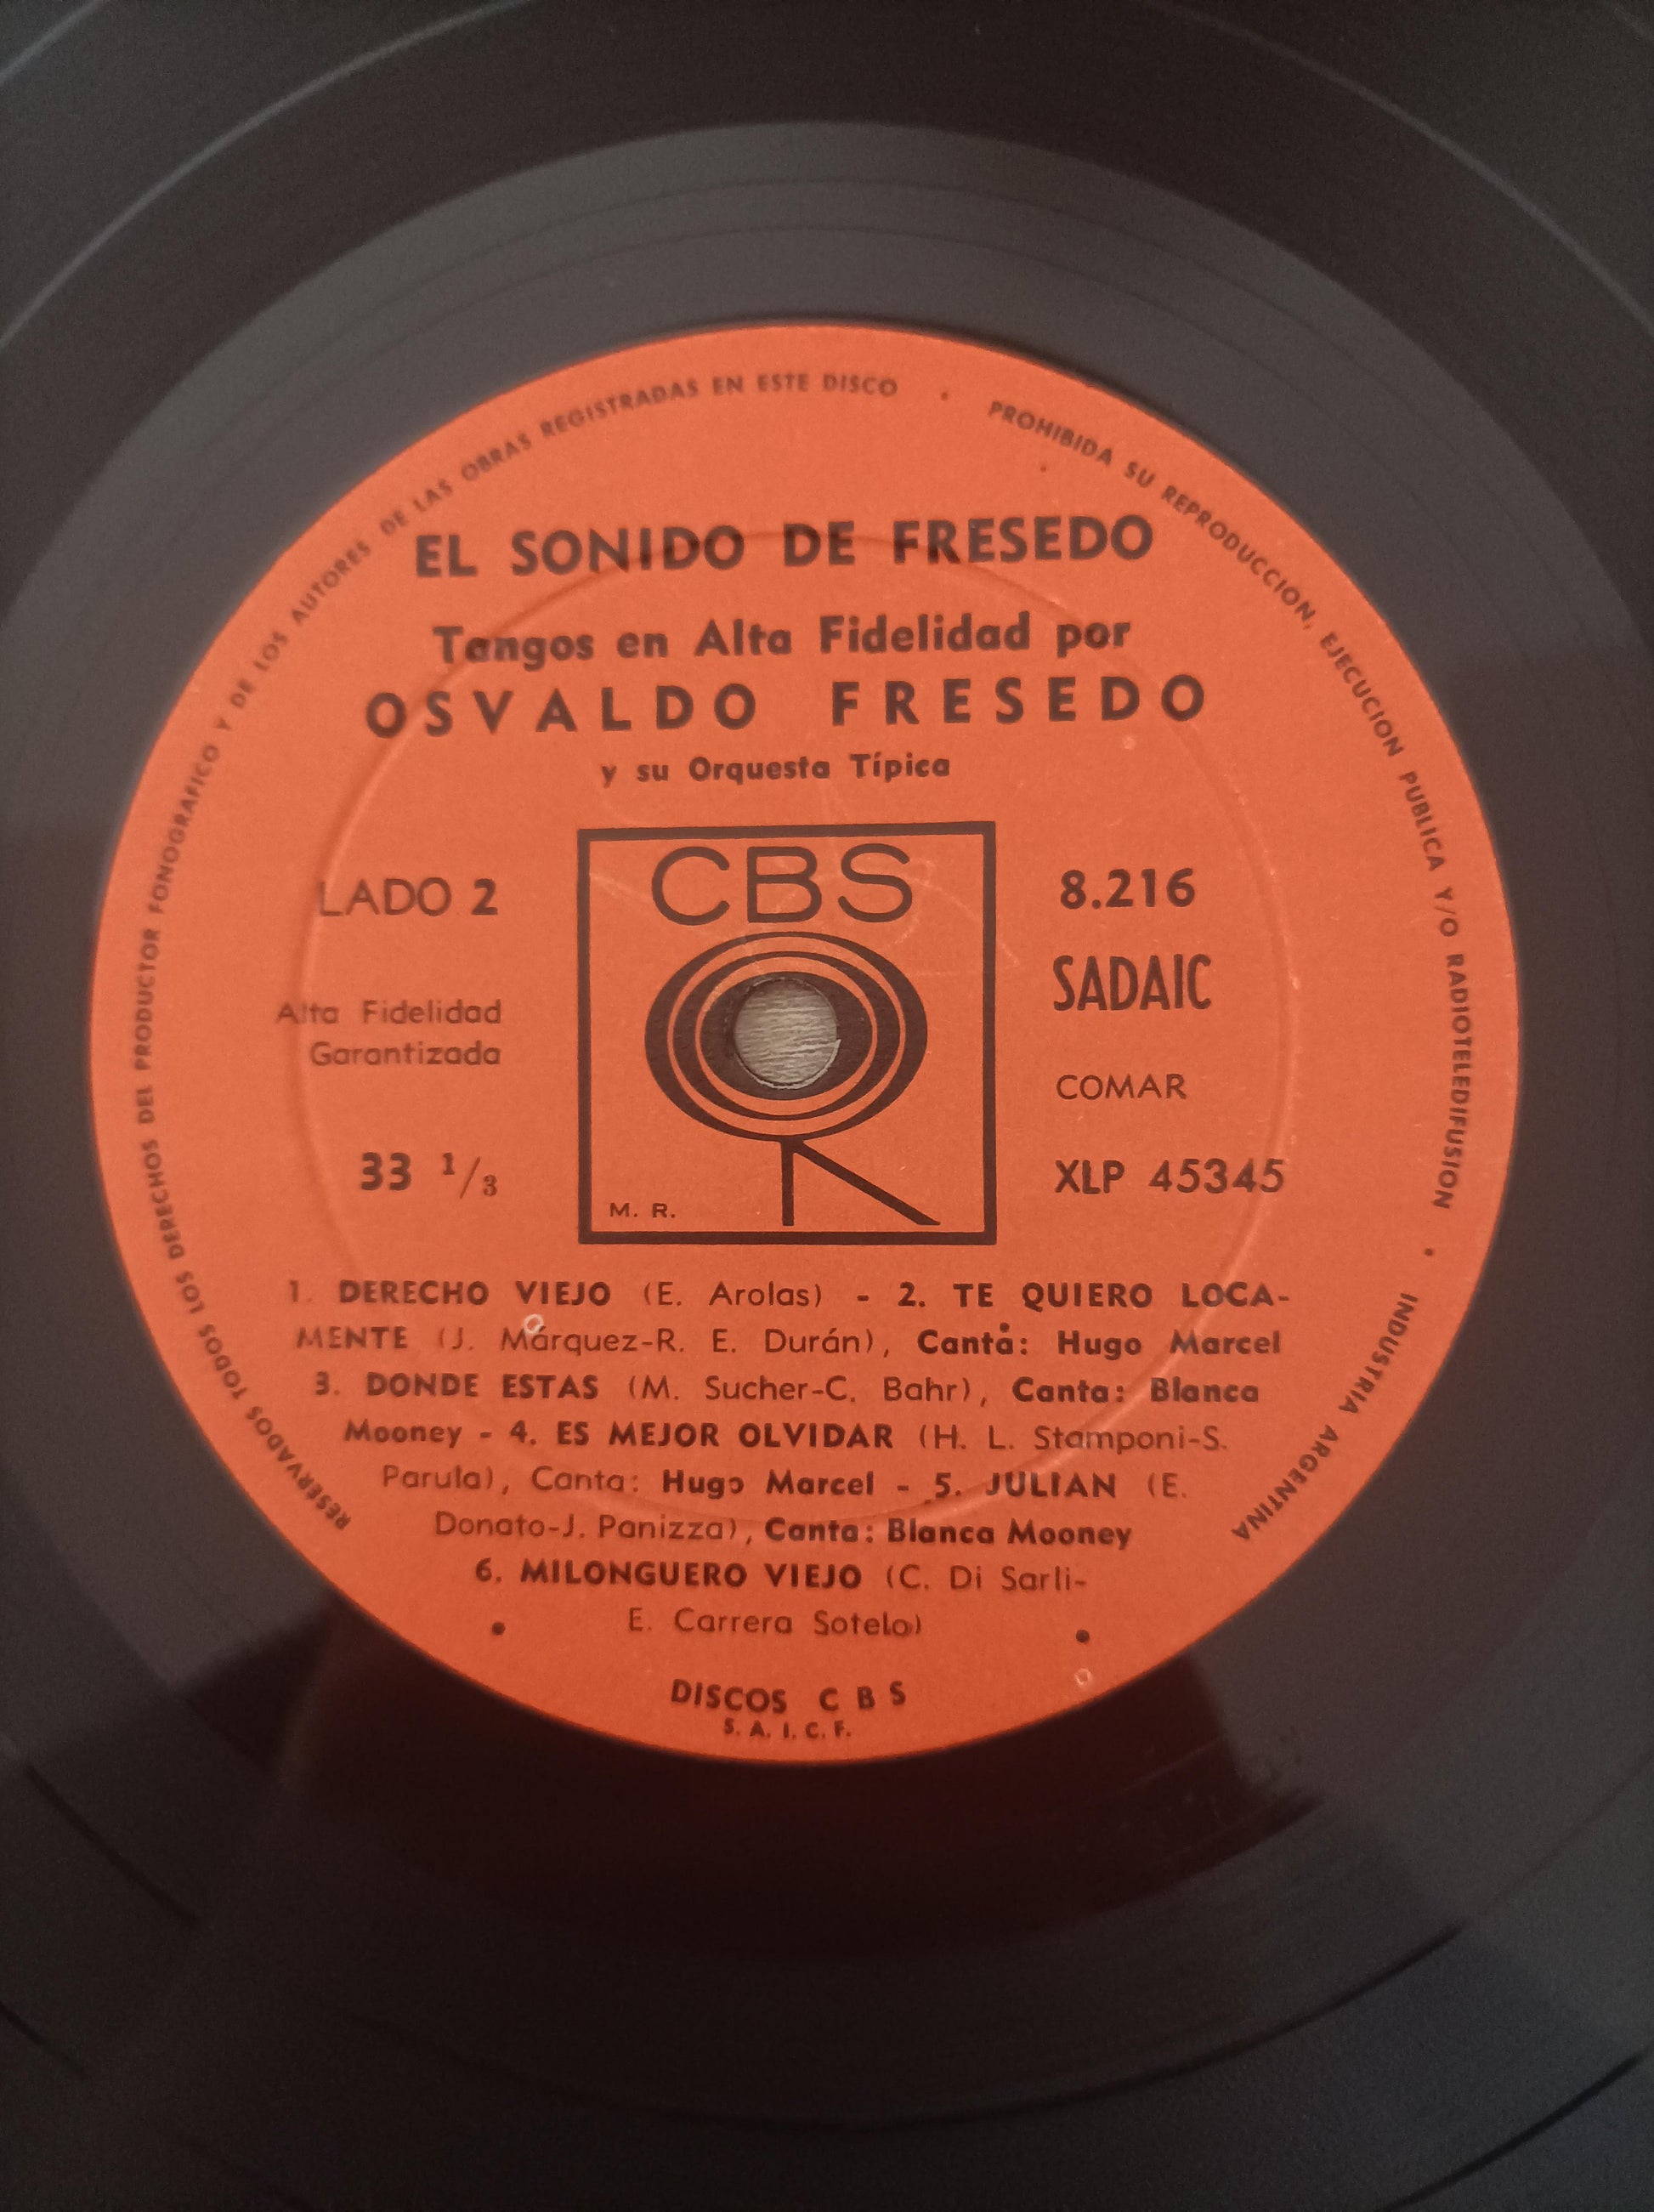 RESERVADOS TODOS LOS DERECHOS DEL PRODUCTOR FONOGRAFICO Y DE LOS AUTORES DE LAS OBRAS REGISTRADAS EN ESTE DISCO • PROHIBIDA SU REPRODUCCION, EJECUCION PUBLICA Y/O RADIOTELEDIFUSION • INDUSTRIA ARGENTINA
EL SONIDO DE FRESEDO
Tangos en Alta Fidelidad por
OSVALDO FRESEDO
y su Orquesta Típica
LADO 2
Alta Fidelidad
Garantizada
33 1/3
CBS
M. R.
8.216
SADAIC
COMAR
XLP 45345
1. DERECHO VIEJO (E. Arolas) - 2. TE QUIERO LOCA-
MENTE (J. Márquez-R. E. Durán), Canta: Hugo Marcel
3. DONDE ESTAS (M. Sucher-C. Bahr), Canta: Blanca
Mooney - 4. ES MEJOR OLVIDAR (H. L. Stamponi-S.
Parula), Canta: Hugo Marcel - 5. JULIAN (E.
Donato-J. Panizza), Canta: Blanca Mooney
6. MILONGUERO VIEJO (C. Di Sarli-
E. Carrera Sotelo)
DISCOS CBS
S. A. I. C. F.